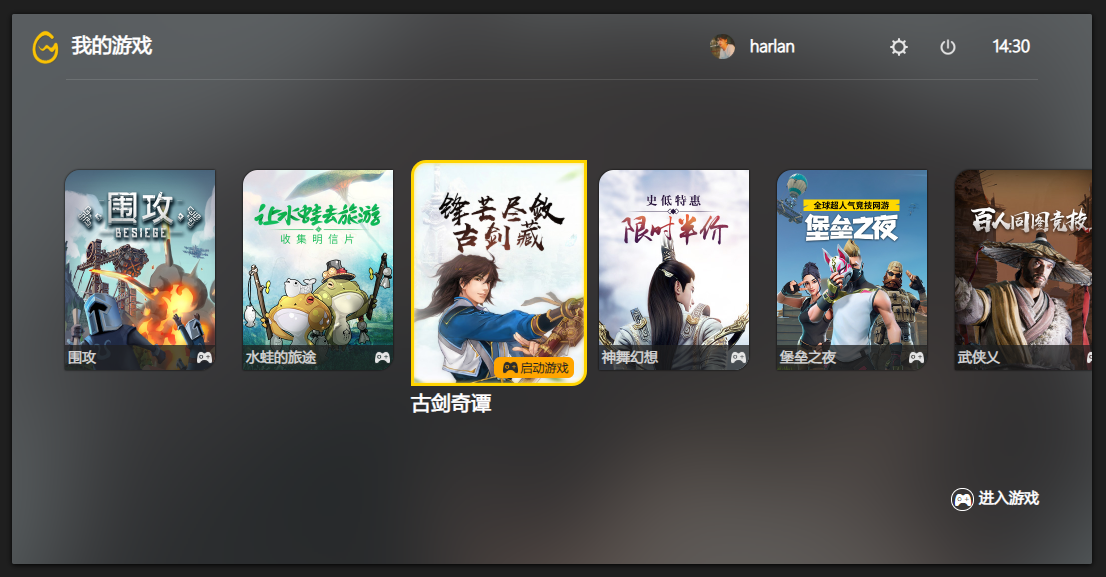 我的游戏
harlan
14:30
围攻
BESIEGE
围攻
让水蛙去旅游
收集明信片
水蛙的旅途
锋芒尽敛
古剑藏
启动游戏
古剑奇谭
史低特惠
限时半价
神舞幻想
全球超人气竞技网游
堡垒之夜
堡垒之夜
百人同图竞技
武侠乂
进入游戏